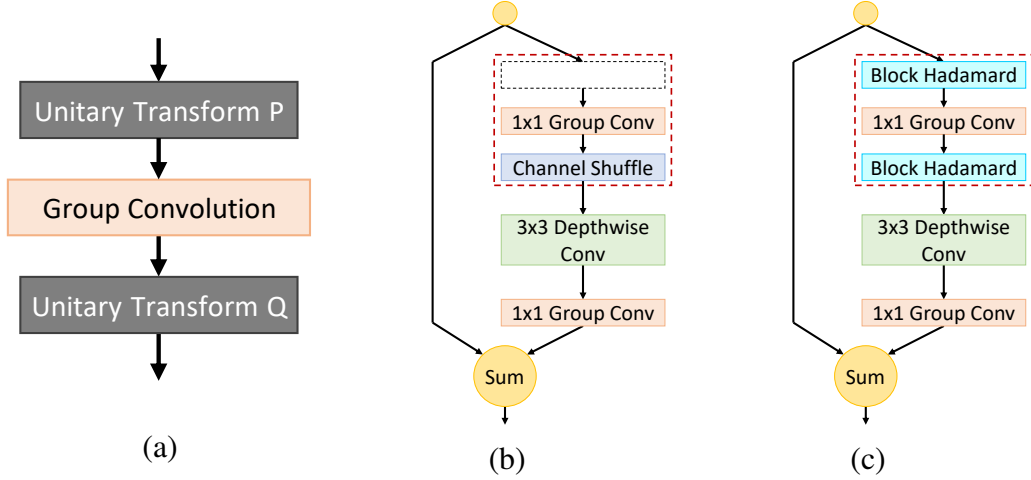 Unitary Transform P
Group Convolution
Unitary Transform Q
(a)
1x1 Group Conv
Channel Shuffle
3x3 Depthwise
Conv
1x1 Group Conv
Sum
(b)
Block Hadamard
1x1 Group Conv
Block Hadamard
3x3 Depthwise
Conv
1x1 Group Conv
Sum
(c)